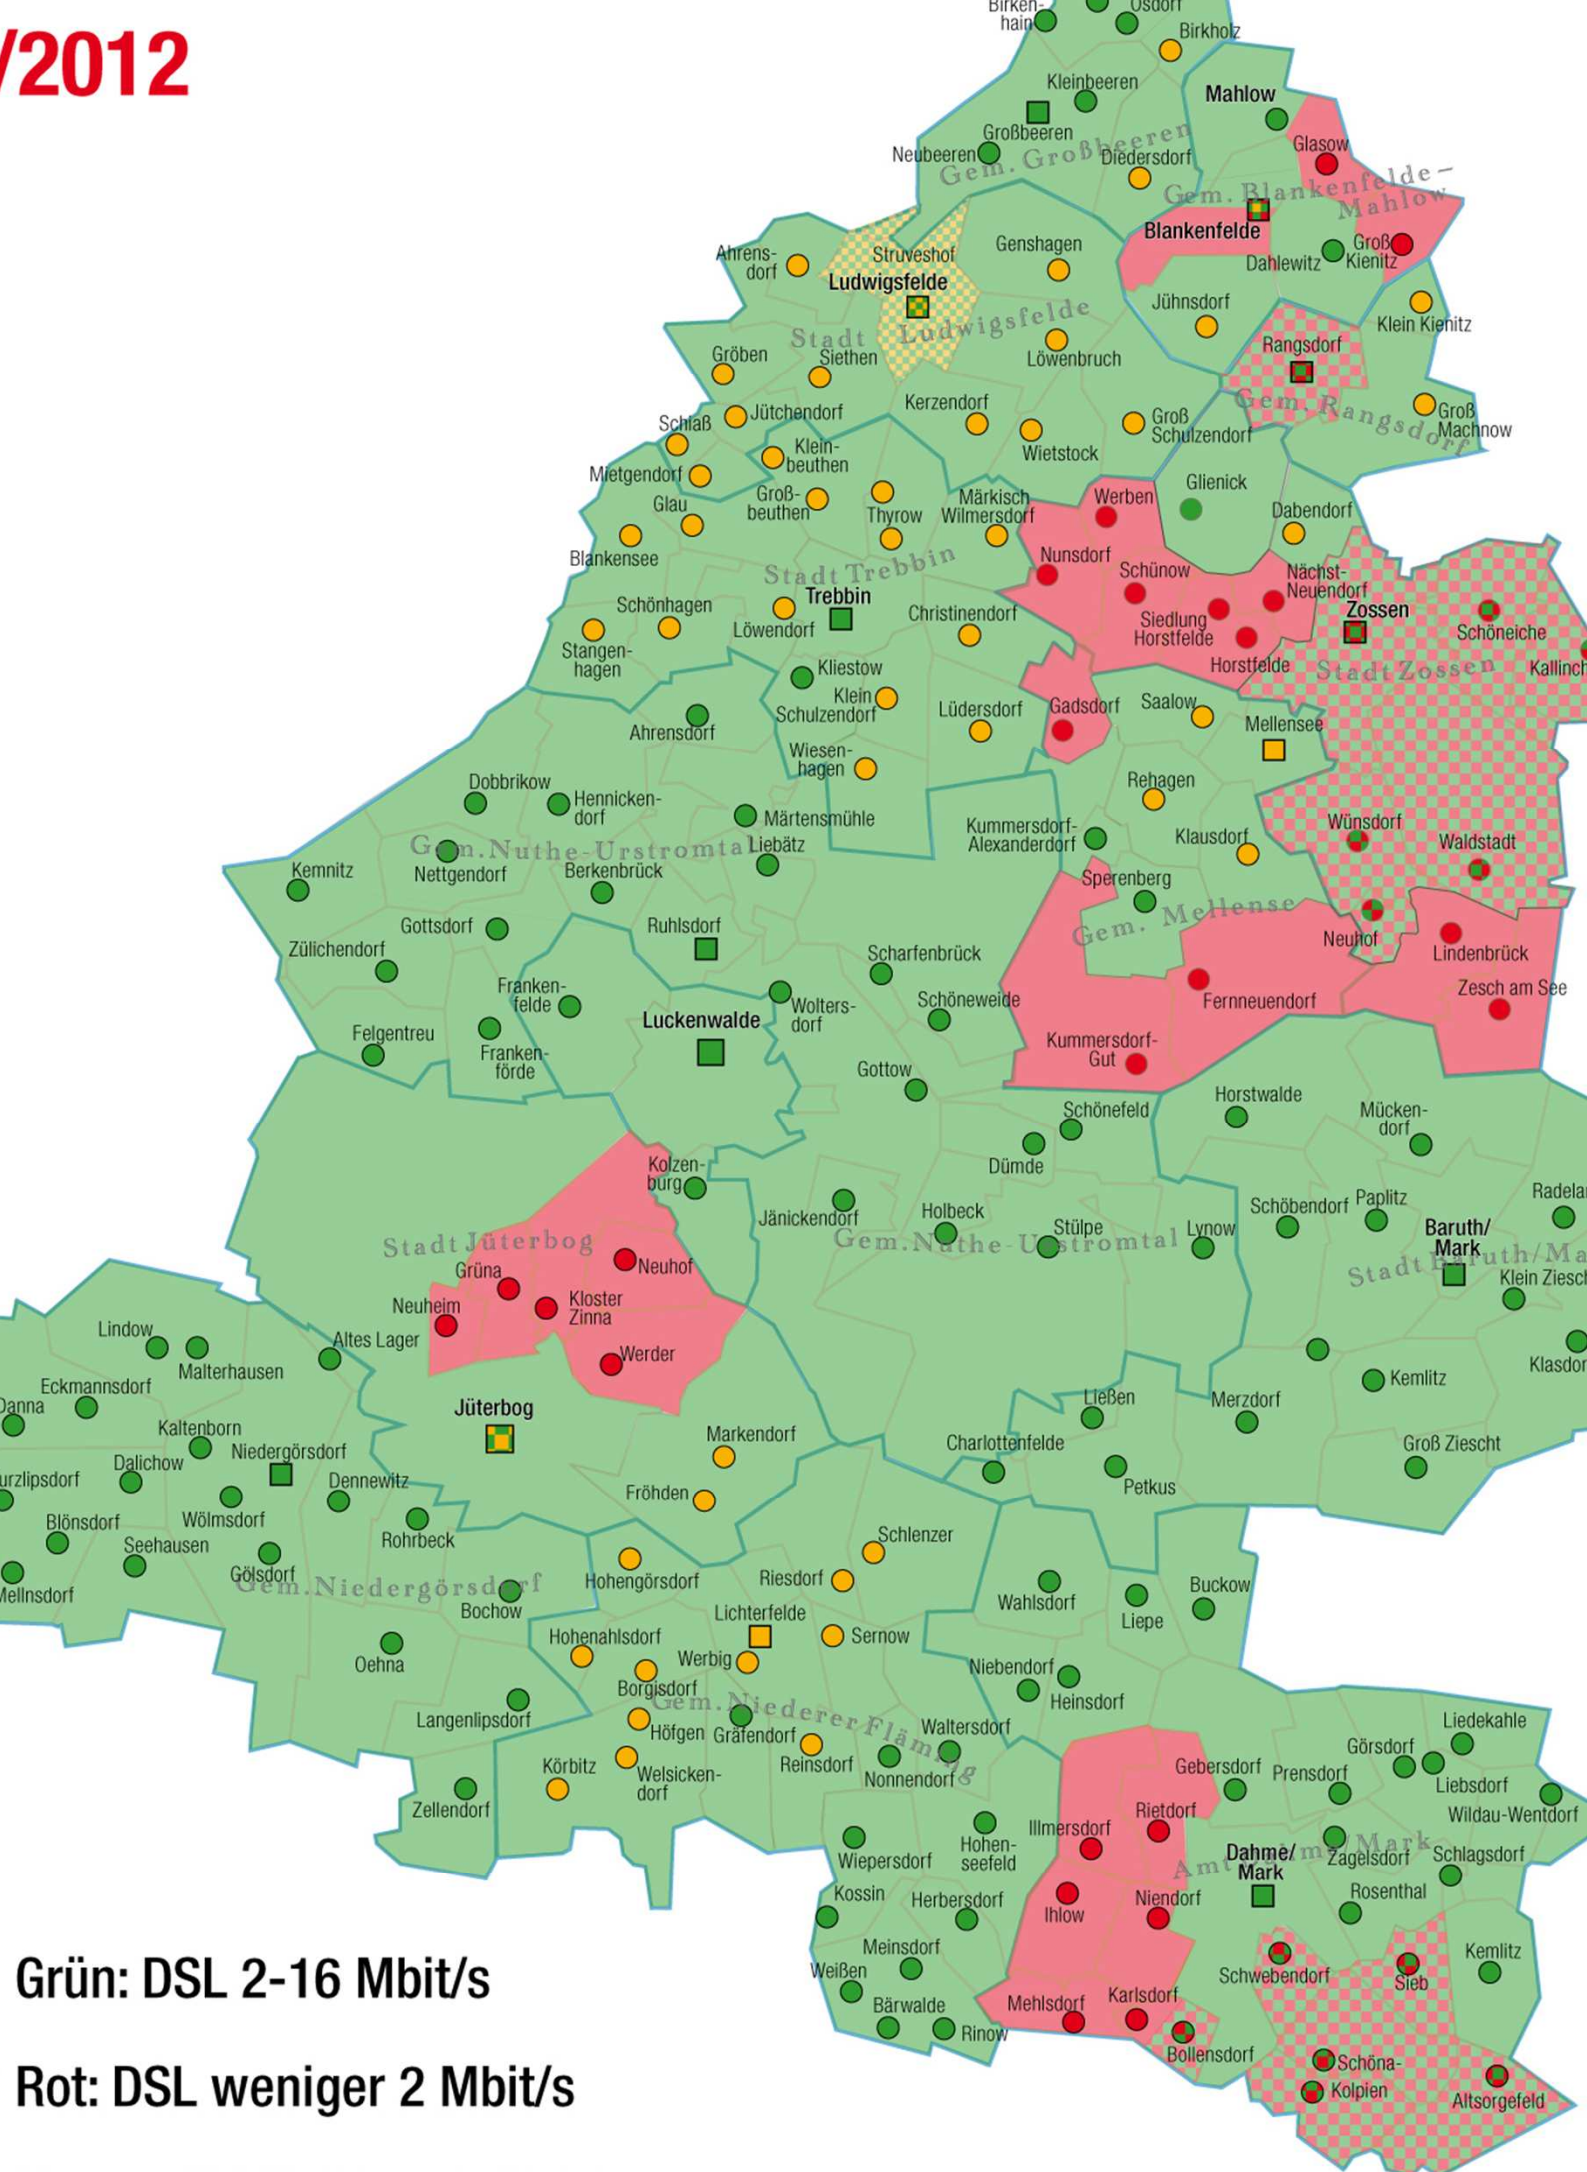 /2012
Birken-
hain
Osdorf
Birkholz
Kleinbeeren
Mahlow
Großbeeren
Neubeeren
Gem. Großbeeren
Diedersdorf
Glasow
Gem. Blankenfelde-
Mahlow
Blankenfelde
Dahlewitz
Groß
Kienitz
Ahrens-
dorf
Struveshof
Ludwigsfelde
Genshagen
Jühnsdorf
Klein Kienitz
Stadt Ludwigsfelde
Gröben
Siethen
Löwenbruch
Rangsdorf
Gem. Rangsdorf
Jütchendorf
Kerzendorf
Groß
Schulzendorf
Groß
Machnow
Schiaß
Wietstock
Klein-
beuthen
Mietgendorf
Groß-
beuthen
Glau
Thyrow
Märkisch
Wilmersdorf
Werben
Glienick
Dabendorf
Blankensee
Nunsdorf
Schünow
Nächst-
Neuendorf
Stadt Trebbin
Trebbin
Schönhagen
Löwendorf
Christinendorf
Siedlung
Horstfelde
Zossen
Schöneiche
Stangen-
hagen
Horstfelde
Stadt Zossen
Kallinch
Kliestow
Klein
Schulzendorf
Lüdersdorf
Gadsdorf
Saalow
Mellensee
Ahrensdorf
Wiesen-
hagen
Rehagen
Dobbrikow
Hennicken-
dorf
Märtensmühle
Kummersdorf-
Alexanderdorf
Klausdorf
Wünsdorf
Waldstadt
Gem.Nuthe-Urstromtal
Liebätz
Nettgendorf
Berkenbrück
Kemnitz
Sperenberg
Gem. Mellense
Gottsdorf
Ruhlsdorf
Neuhof
Lindenbrück
Zülichendorf
Scharfenbrück
Franken-
felde
Wolters-
dorf
Schöneweide
Fernneuendorf
Zesch am See
Luckenwalde
Felgentreu
Franken-
förde
Kummersdorf-
Gut
Gottow
Horstwalde
Mücken-
dorf
Schönefeld
Dümde
Kolzen-
burg
Jänickendorf
Holbeck
Stülpe
Lynow
Schöbendorf
Paplitz
Radela
Baruth/
Mark
Stadt Jüterbog
Gem.Nuthe-Urstromtal
Stadt Baruth/Ma
Grüna
Neuhof
Klein Ziesch
Neuheim
Kloster
Zinna
Lindow
Altes Lager
Werder
Malterhausen
Klasdor
Eckmannsdorf
Kemlitz
Danna
Jüterbog
Ließen
Merzdorf
Kaltenborn
Markendorf
Charlottenfelde
Groß Ziescht
Niedergörsdorf
Dalichow
urzlipsdorf
Dennewitz
Fröhden
Petkus
Blönsdorf
Wölmsdorf
Rohrbeck
Schlenzer
Seehausen
Gölsdorf
Hohengörsdorf
Riesdorf
Mellnsdorf
Gem.Niedergörsdorf
Bochow
Wahlsdorf
Liepe
Buckow
Lichterfelde
Oehna
Hohenahlsdorf
Werbig
Sernow
Niebendorf
Heinsdorf
Borgisdorf
Gem.Niederer Fläming
Langenlipsdorf
Höfgen
Gräfendorf
Waltersdorf
Liedekahle
Reinsdorf
Nonnendorf
Görsdorf
Körbitz
Welsicken-
dorf
Gebersdorf
Prensdorf
Liebsdorf
Zellendorf
Wildau-Wentdorf
Rietdorf
Illmersdorf
Hohen-
seefeld
Wiepersdorf
Amt Dahme/Mark
Dahme/
Mark
Zagelsdorf
Schlagsdorf
Kossin
Herbersdorf
Ihlow
Niendorf
Rosenthal
Meinsdorf
Kemlitz
Weißen
Schwebendorf
Sieb
Bärwalde
Rinow
Mehlsdorf
Karlsdorf
Bollensdorf
Schöna-
Kolpien
Altsorgefeld
Grün: DSL 2-16 Mbit/s
Rot: DSL weniger 2 Mbit/s